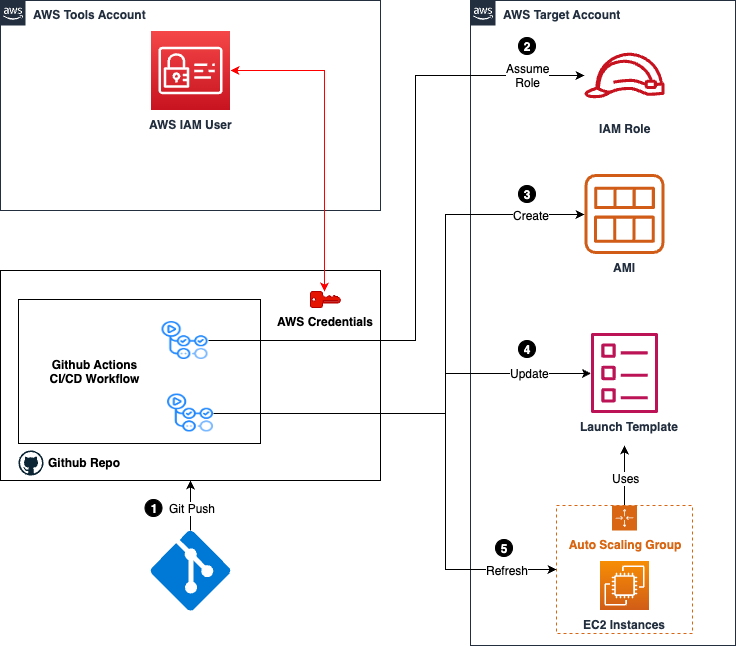 aws
AWS Tools Account
AWS IAM User
aws
AWS Target Account
2
Assume
Role
IAM Role
3
Create
AMI
AWS Credentials
Github Actions
CI/CD Workflow
Github Repo
4
Update
Launch Template
Uses
1
Git Push
5
Refresh
Auto Scaling Group
EC2 Instances